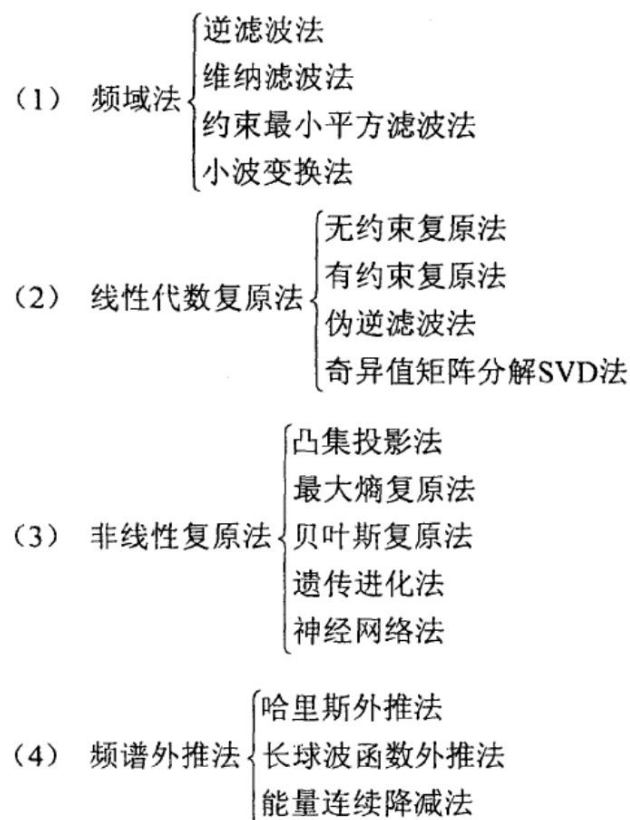 逆滤波法
维纳滤波法
(1) 频域法
约束最小平方滤波法
小波变换法
无约束复原法
有约束复原法
(2) 线性代数复原法
伪逆滤波法
奇异值矩阵分解SVD法
凸集投影法
最大熵复原法
(3) 非线性复原法
贝叶斯复原法
遗传进化法
神经网络法
哈里斯外推法
(4) 频谱外推法
长球波函数外推法
能量连续降减法